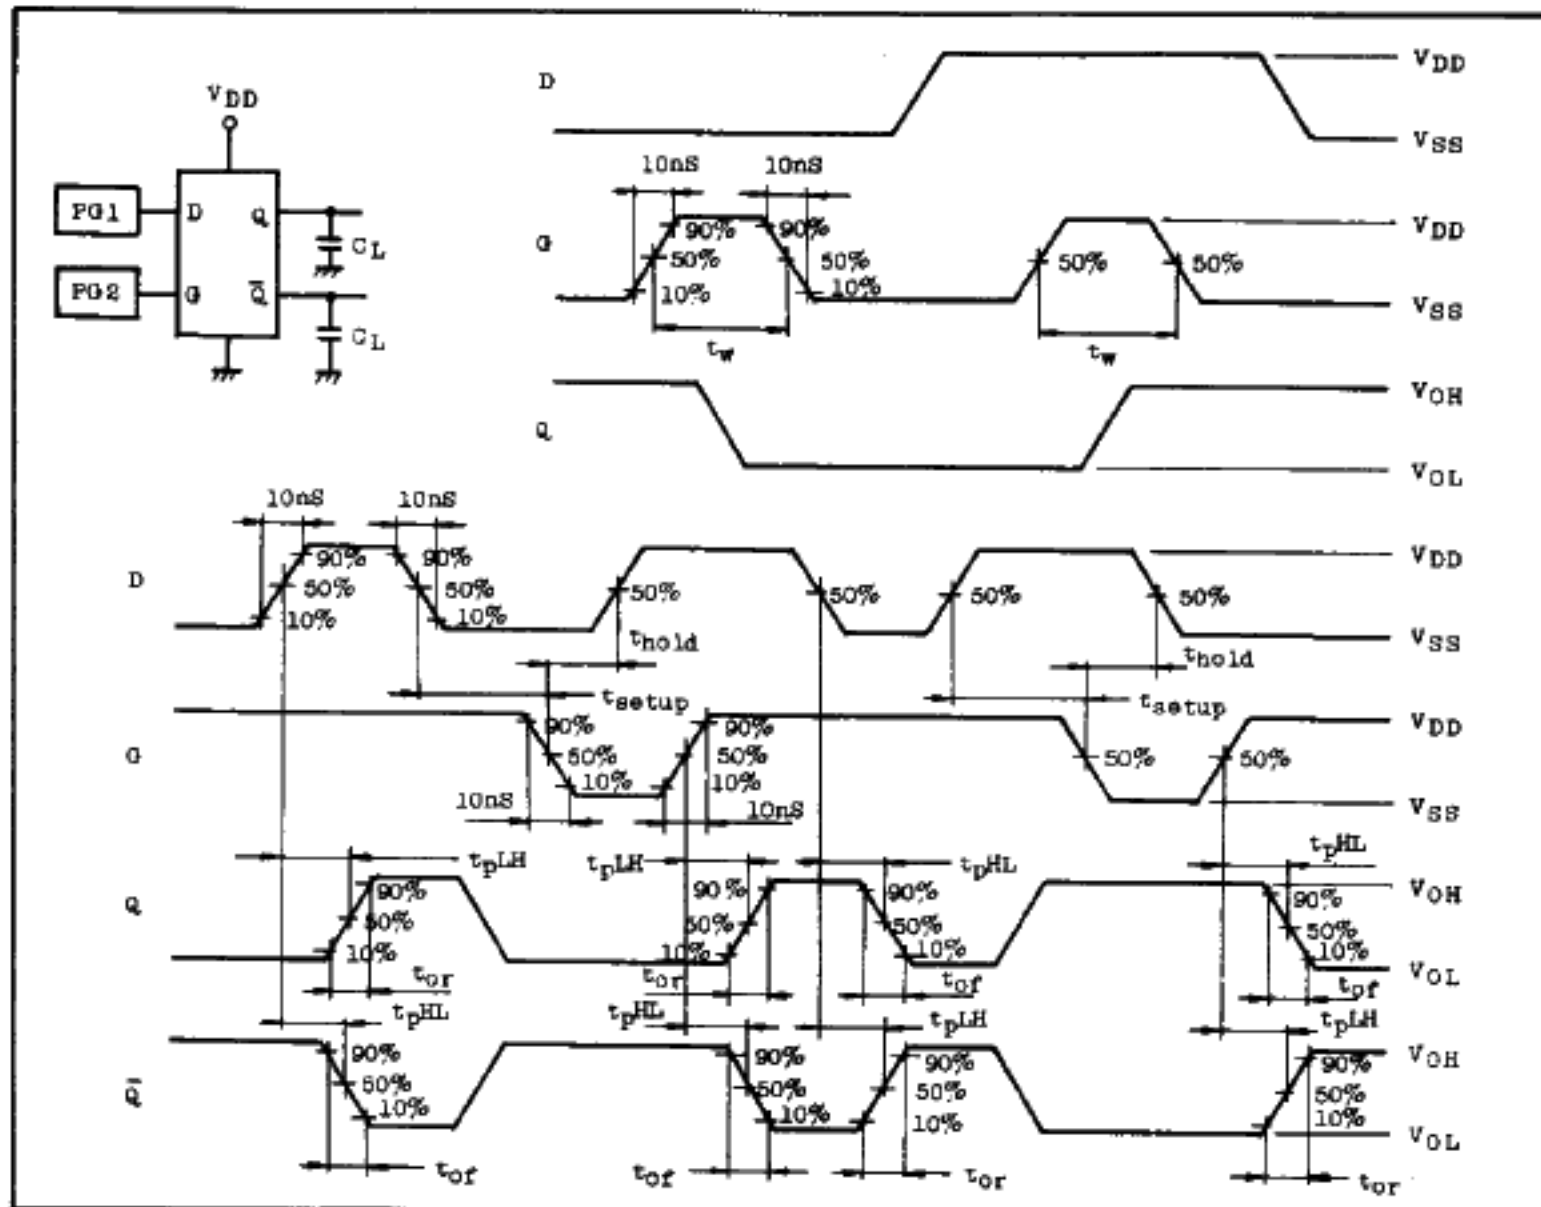 D
VDD
VSS
VDD
PG1
D
Q
CL
PG2
G
Q̅
CL
10nS
10nS
G
90%
90%
50%
50%
10%
10%
50%
50%
VDD
VSS
tw
tw
Q
VOH
VOL
10nS
10nS
D
90%
90%
50%
50%
10%
10%
50%
50%
50%
50%
VDD
VSS
thold
thold
tsetup
tsetup
G
90%
90%
50%
50%
10%
10%
50%
50%
VDD
VSS
10nS
10nS
tpLH
tpLH
tpHL
tpHL
Q
90%
90%
90%
90%
50%
50%
50%
50%
10%
10%
10%
10%
VOH
VOL
tor
tor
tof
tof
tpHL
tpHL
tpLH
tpLH
Q̅
90%
90%
90%
90%
50%
50%
50%
50%
10%
10%
10%
10%
VOH
VOL
tof
tof
tor
tor